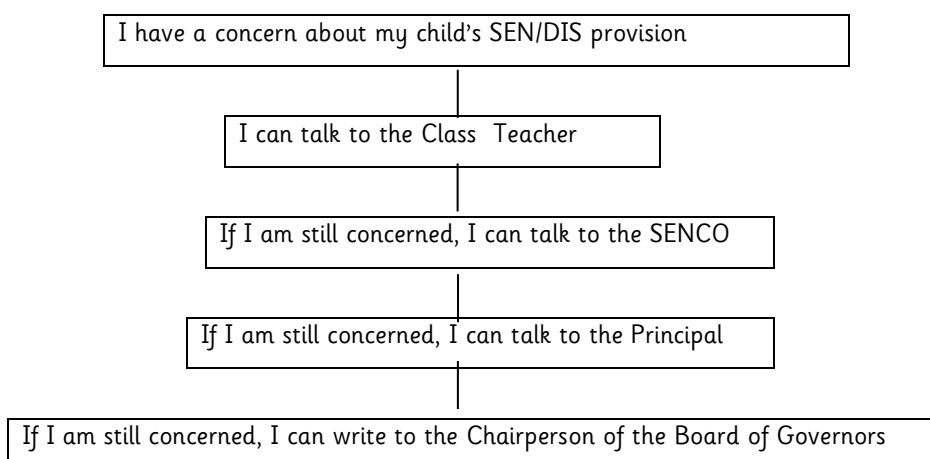 I have a concern about my child's SEN/DIS provision
I can talk to the Class Teacher
If I am still concerned, I can talk to the SENCO
If I am still concerned, I can talk to the Principal
If I am still concerned, I can write to the Chairperson of the Board of Governors